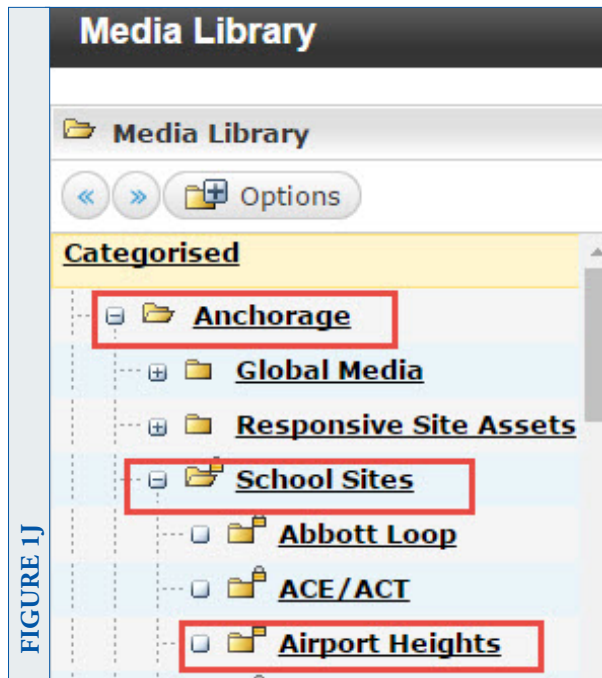 Media Library
Media Library
« » Options
Categorised
Anchorage
Global Media
Responsive Site Assets
School Sites
Abbott Loop
ACE/ACT
Airport Heights
FIGURE 1J